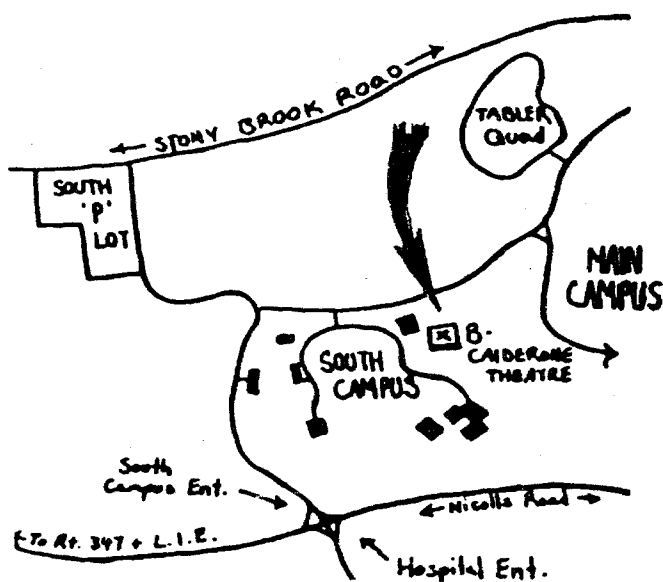 ← STONY BROOK ROAD →
TABLER
Quad
SOUTH
'P'
LOT
MAIN
CAMPUS
x B-
CALDERONE
THEATRE
SOUTH
CAMPUS
South
Campus Ent.
← Nicolls Road →
← To Rt. 347 + L.I.E.
Hospital Ent.